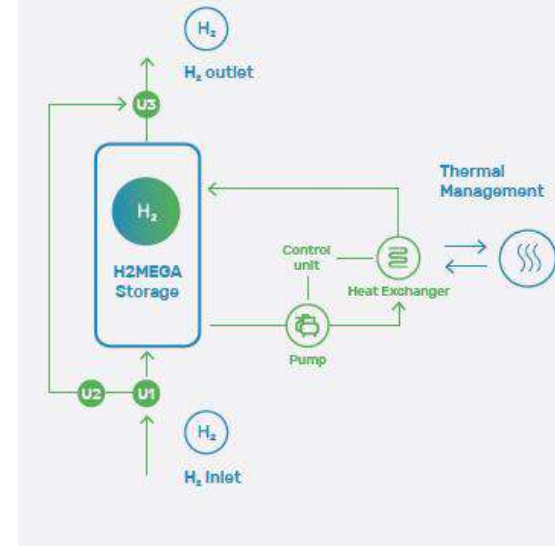 H₂
H₂ outlet
U3
H₂
H2MEGA
Storage
Thermal
Management
Control
unit
Heat Exchanger
Pump
U2
U1
H₂
H₂ Inlet